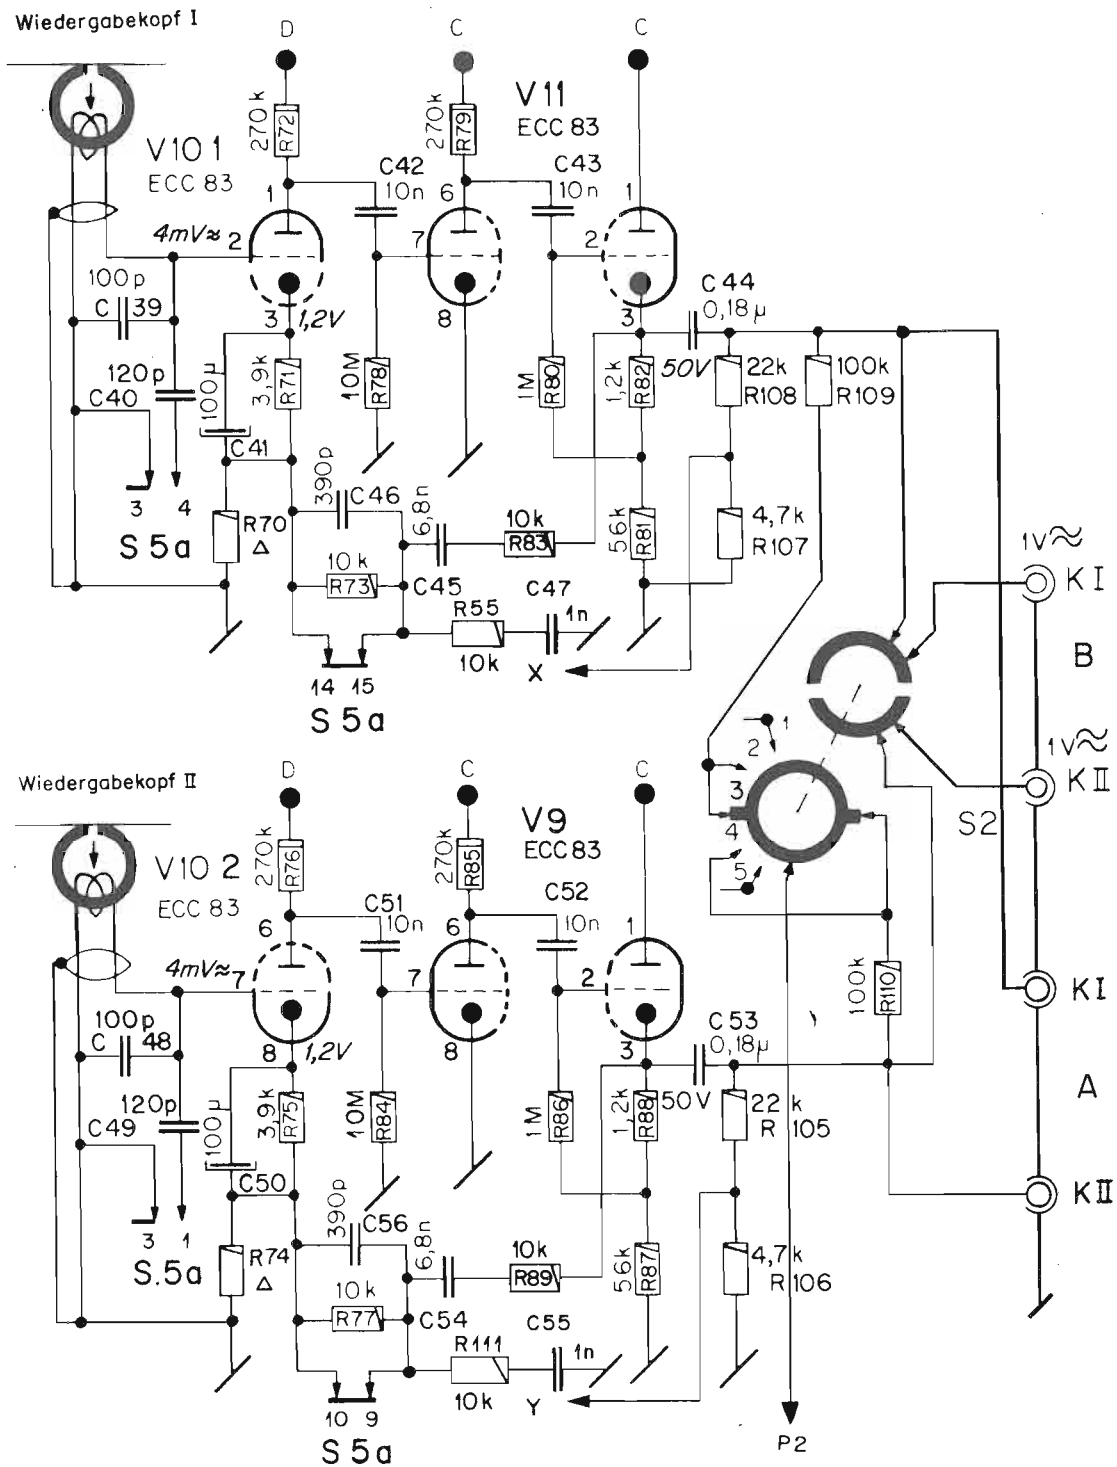 Wiedergabekopf I
D
C
C
270k
R72
270k
R79
V11
ECC 83
V10 1
ECC 83
C42
10n
C43
10n
1
6
1
4mV≈
2
7
2
100p
C 39
3
1,2V
8
3
C44
0,18µ
50V
120p
C40
100µ
3,9k
R71
10M
R78
1M
R80
1,2k
R82
22k
R108
100k
R109
C41
390p
C46
6,8n
3
4
S 5a
R70
Δ
10k
R83
56k
R81
4,7k
R107
10k
R73
C45
R55
10k
C47
1n
X
14
15
S 5a
1V≈
K I
B
1V≈
K II
S2
1
2
3
4
5
Wiedergabekopf II
D
C
C
270k
R76
270k
R85
V9
ECC 83
V10 2
ECC 83
C51
10n
C52
10n
6
6
1
4mV≈
7
7
2
100k
R110
K I
100p
C 48
8
1,2V
8
3
C53
0,18µ
50V
A
120p
C49
100µ
3,9k
R75
10M
R84
1M
R86
1,2k
R88
22 k
R 105
C50
390p
C56
6,8n
K II
3
1
S.5a
R74
Δ
10k
R89
56k
R87
4,7k
R 106
10k
R77
C54
R111
10k
C55
1n
Y
10
9
S 5a
P2